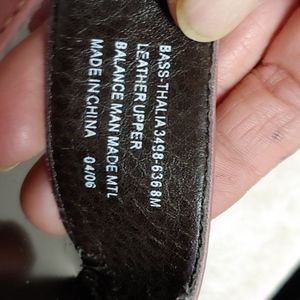 BASS-THALIA 3498-636 8M
LEATHER UPPER
BALANCE MAN MADE MTL
MADE IN CHINA 04/06